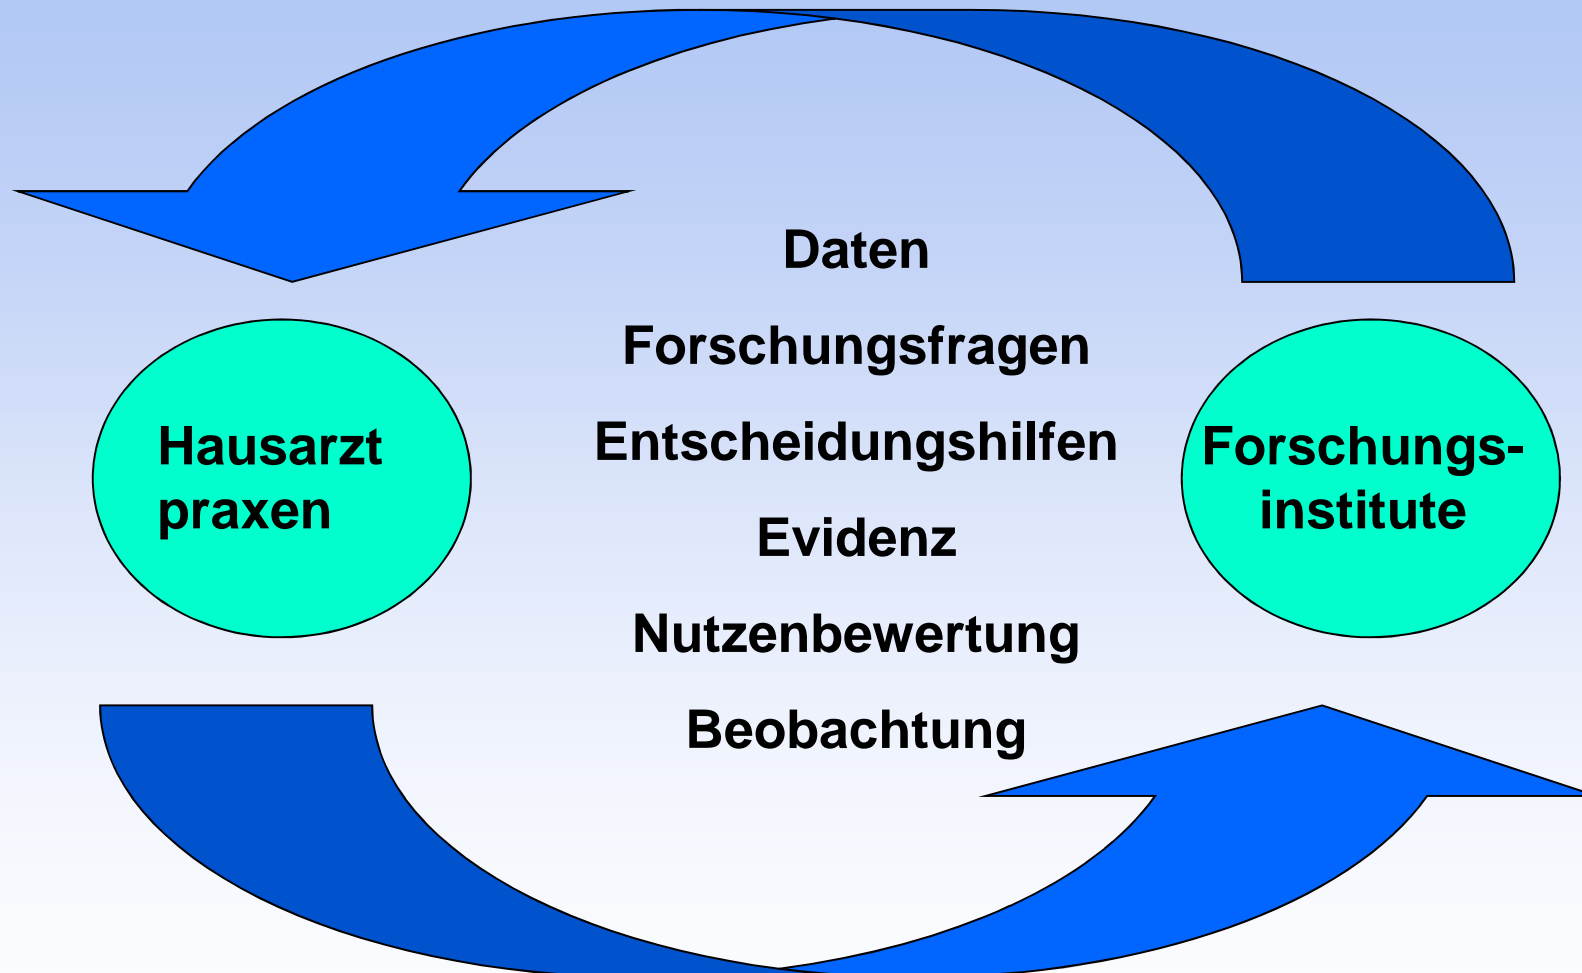 Daten
Forschungsfragen
Entscheidungshilfen
Evidenz
Nutzenbewertung
Beobachtung
Hausarzt
praxen
Forschungs-
institute